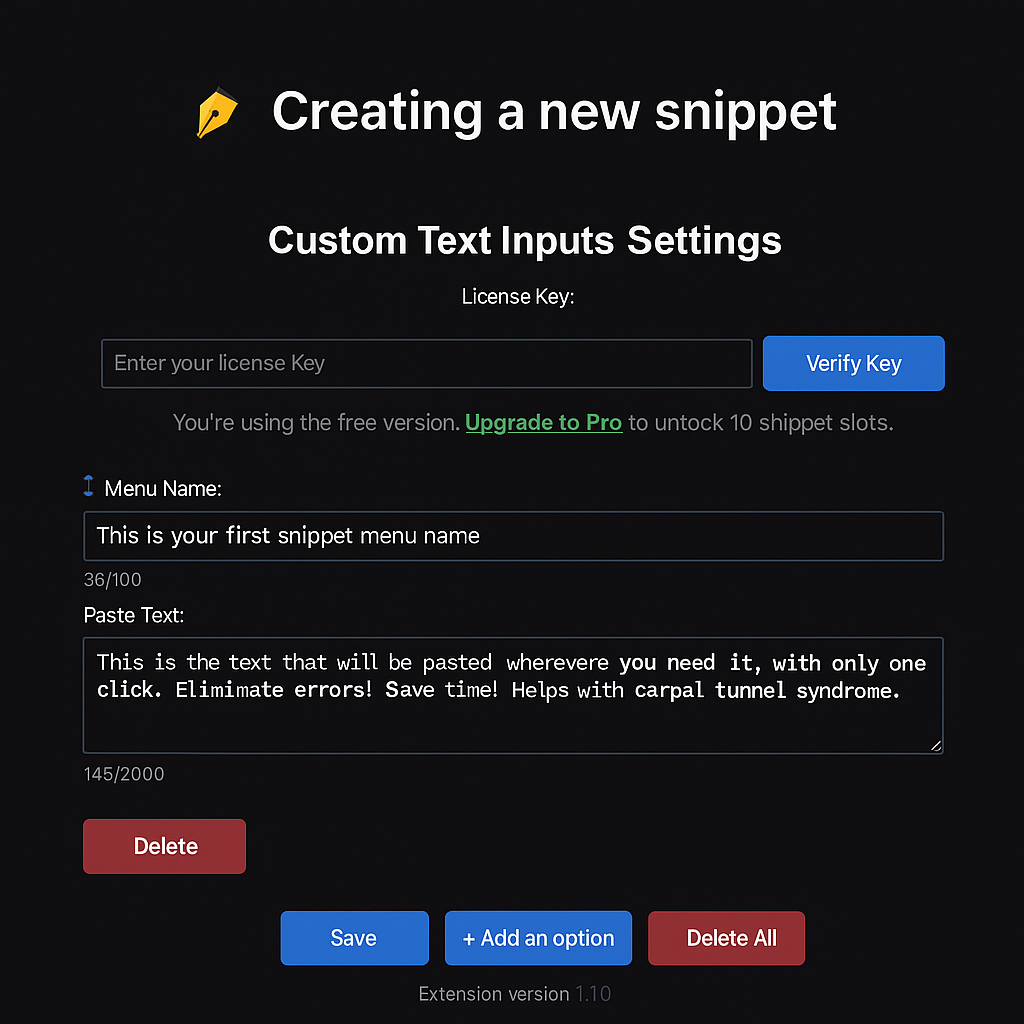 Creating a new snippet
Custom Text Inputs Settings
License Key:
Enter your license Key
Verify Key
You're using the free version. Upgrade to Pro to untock 10 shippet slots.
Menu Name:
This is your first snippet menu name
36/100
Paste Text:
This is the text that will be pasted wherevere you need it, with only one
click. Elimimate errors! Save time! Helps with carpal tunnel syndrome.
145/2000
Delete
Save
+ Add an option
Delete All
Extension version 1.10